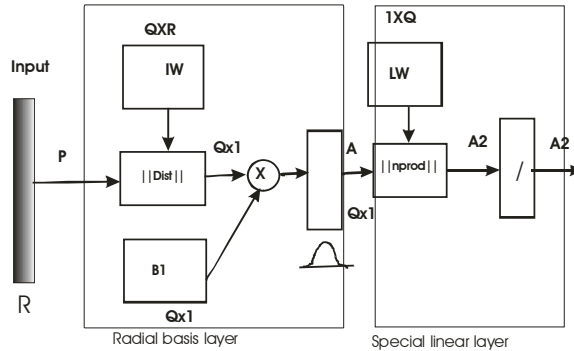 Input
P
R
QXR
IW
||Dist||
Qx1
X
B1
Qx1
A
Qx1
Radial basis layer
1XQ
LW
||nprod||
A2
/
A2
Special linear layer